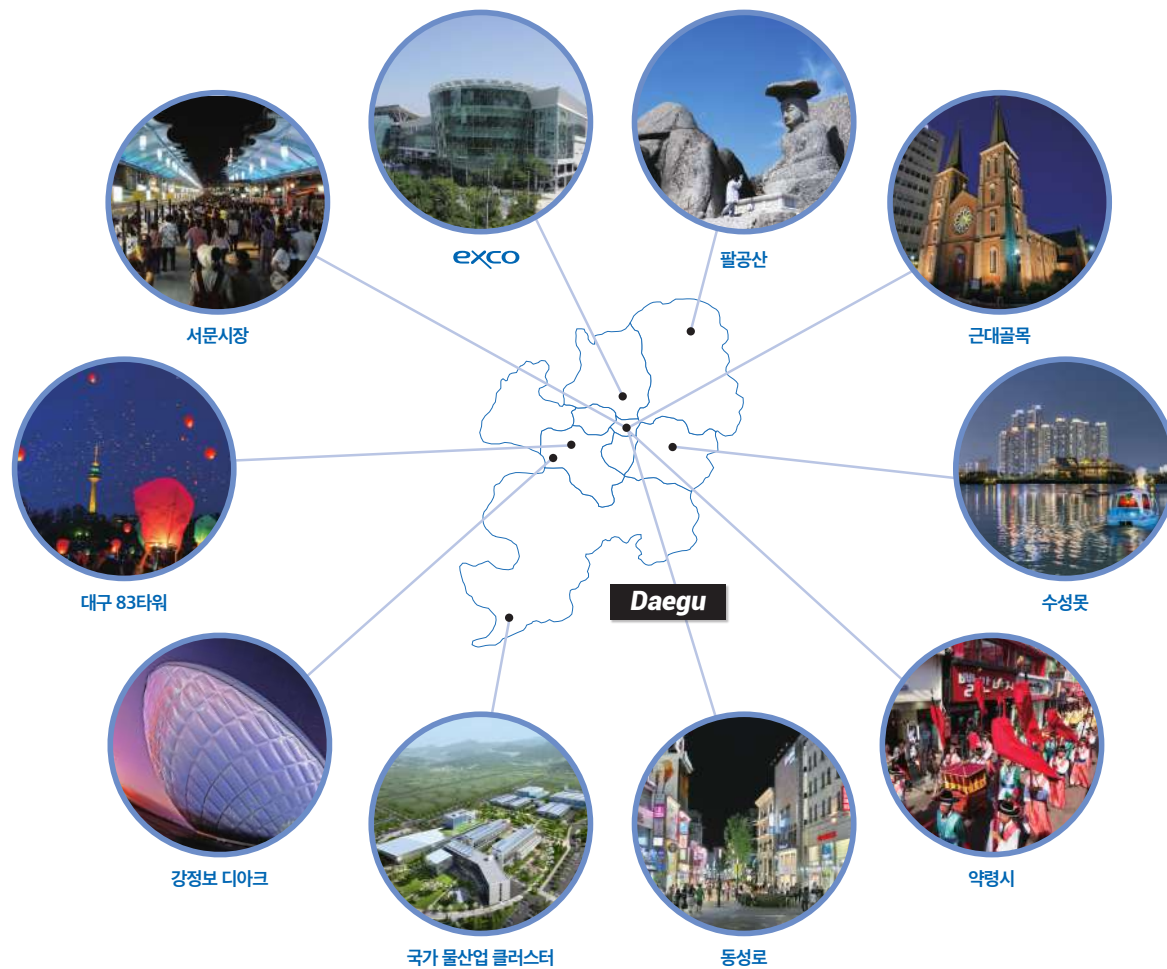 exco
팔공산
서문시장
근대골목
대구 83타워
Daegu
수성못
강정보 디아크
약령시
국가 물산업 클러스터
동성로